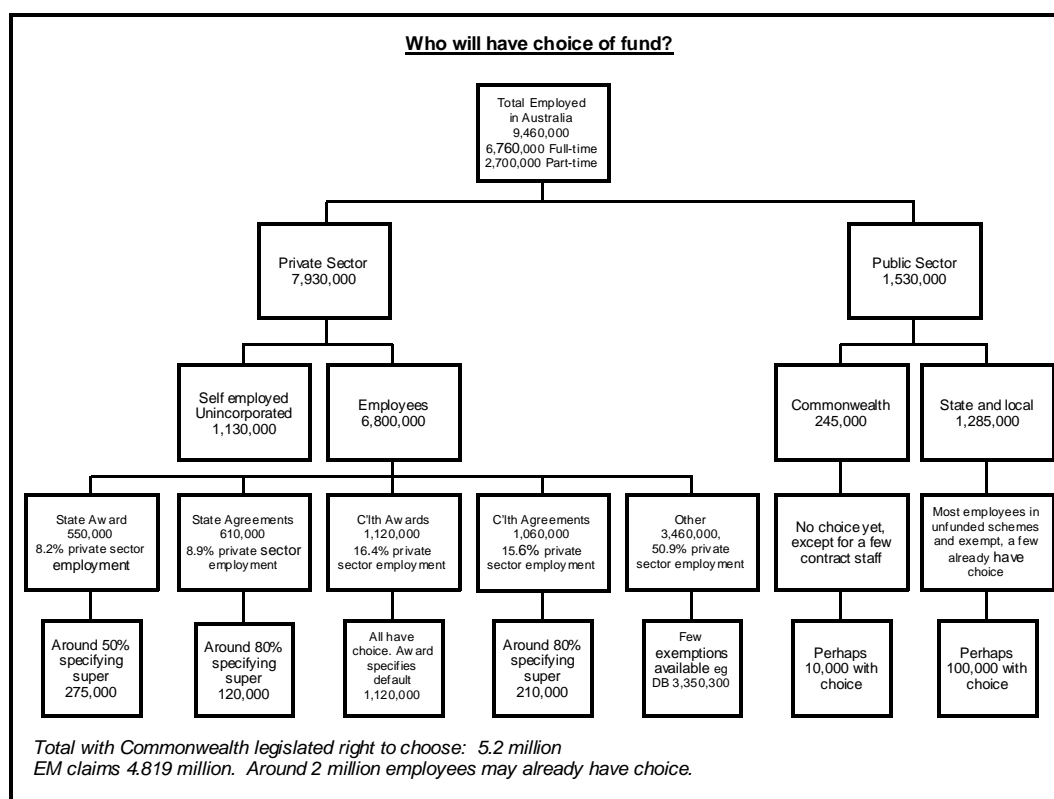 Who will have choice of fund?
Total Employed
in Australia
9,460,000
6,760,000 Full-time
2,700,000 Part-time
Private Sector
7,930,000
Public Sector
1,530,000
Self employed
Unincorporated
1,130,000
Employees
6,800,000
Commonwealth
245,000
State and local
1,285,000
State Award
550,000
8.2% private sector
employment
State Agreements
610,000
8.9% private sector
employment
C'lth Awards
1,120,000
16.4% private
sector employment
C'lth Agreements
1,060,000
15.6% private
sector employment
Other
3,460,000,
50.9% private
sector employment
No choice yet,
except for a few
contract staff
Most employees in
unfunded schemes
and exempt, a few
already have
choice
Around 50%
specifying
super
275,000
Around 80%
specifying
super
120,000
All have
choice. Award
specifies
default
1,120,000
Around 80%
specifying
super
210,000
Few
exemptions
available eg
DB 3,350,300
Perhaps
10,000 with
choice
Perhaps
100,000 with
choice
Total with Commonwealth legislated right to choose: 5.2 million
EM claims 4.819 million. Around 2 million employees may already have choice.